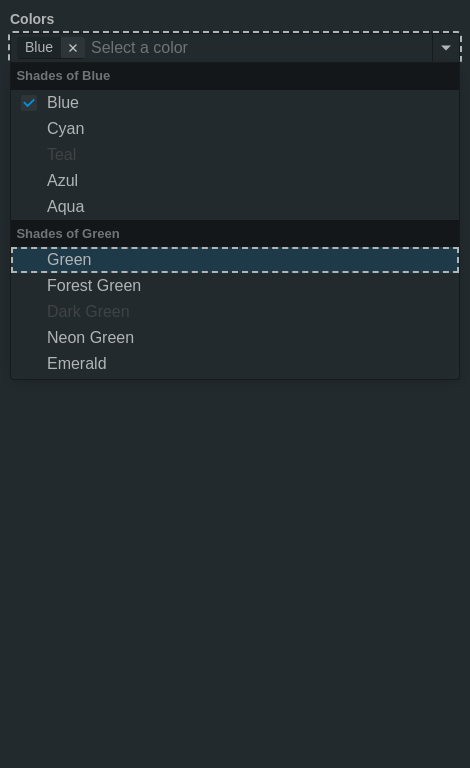 Colors
Blue Select a color
Shades of Blue
Blue
Cyan
Teal
Azul
Aqua
Shades of Green
Green
Forest Green
Dark Green
Neon Green
Emerald